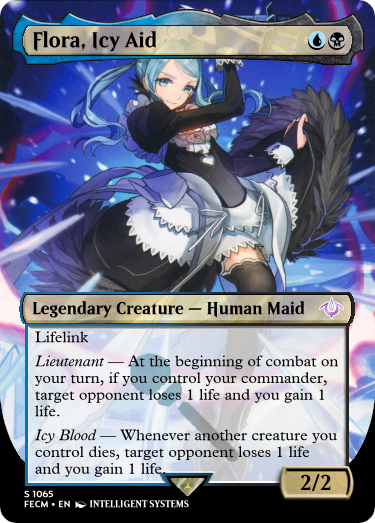 Flora, Icy Aid
Legendary Creature — Human Maid
Lifelink
Lieutenant — At the beginning of combat on
your turn, if you control your commander,
target opponent loses 1 life and you gain 1
life.
Icy Blood — Whenever another creature you
control dies, target opponent loses 1 life
and you gain 1 life.
2/2
S 1065
FECM • EN INTELLIGENT SYSTEMS